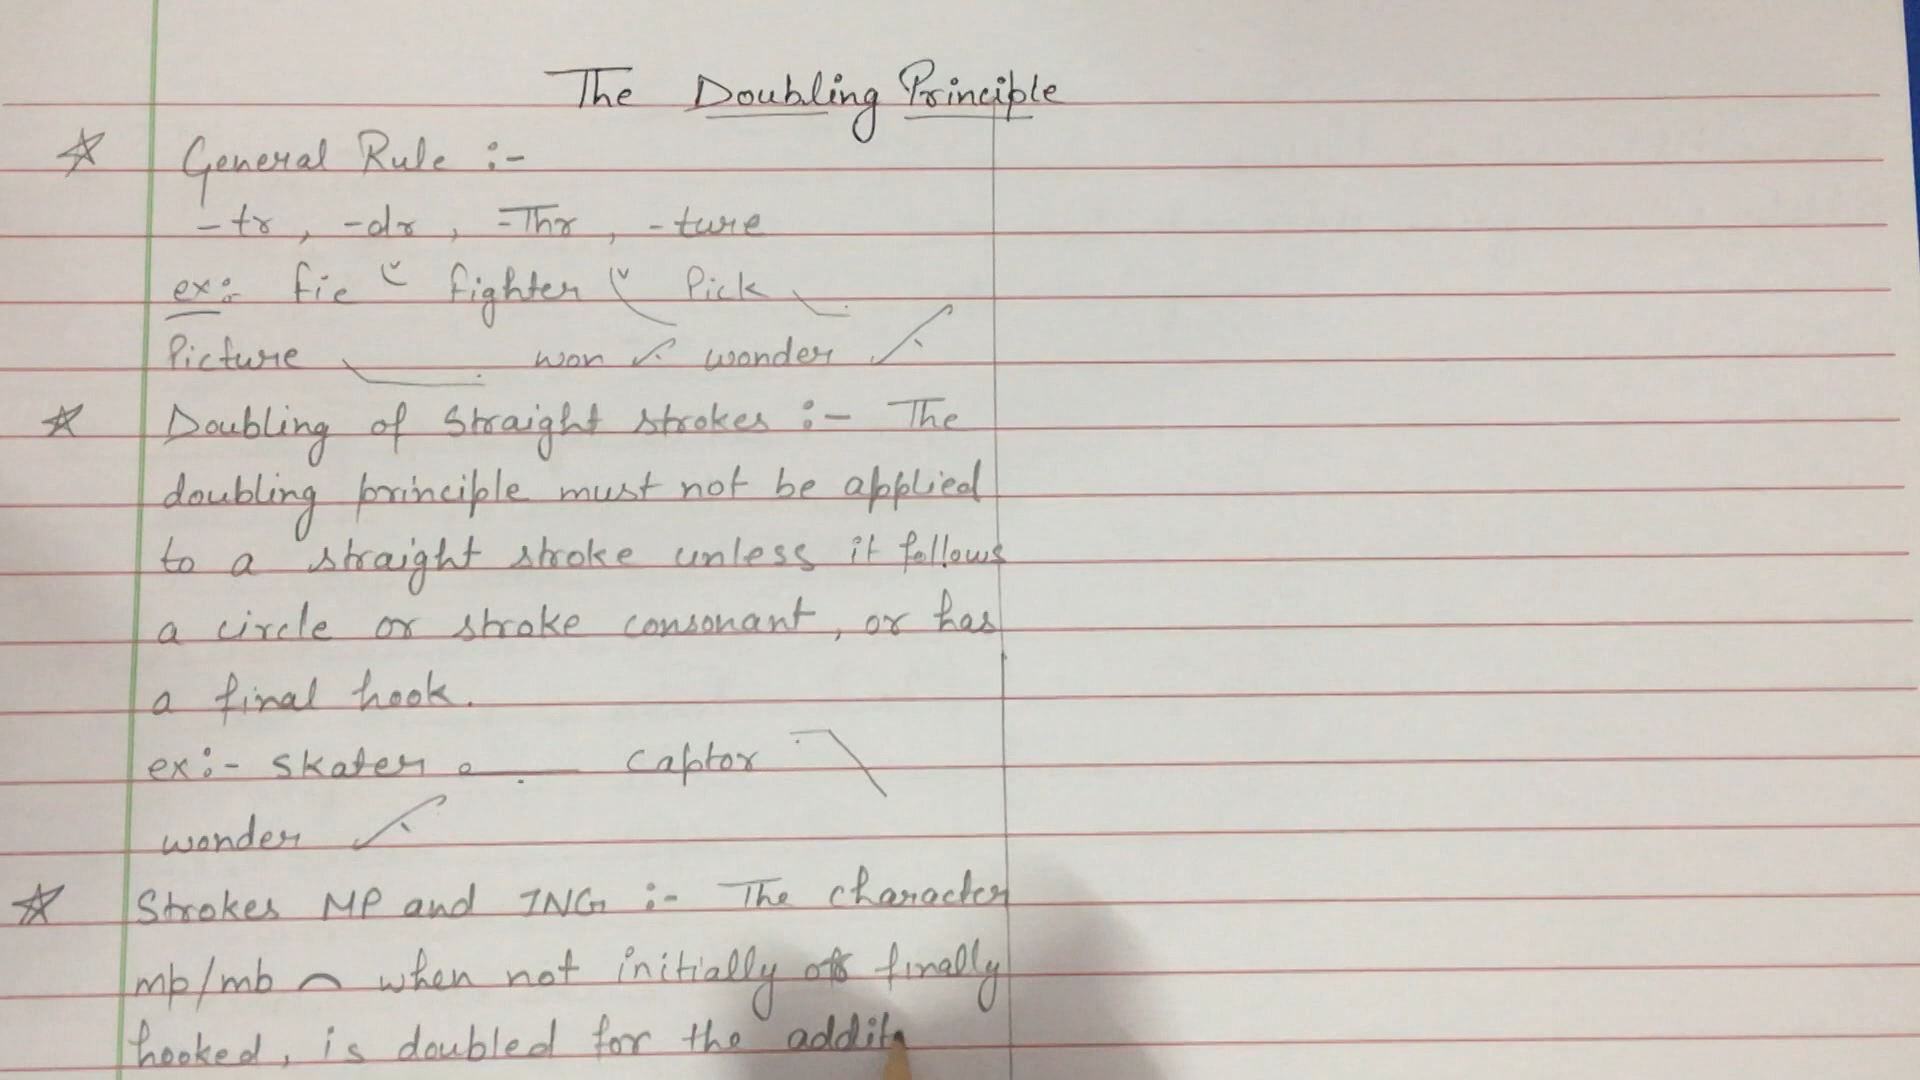 The Doubling Principle
General Rule :-
-tr, -dr, -Thr, -ture
ex:- fie fighter Pick
Picture won wonder
Doubling of Straight strokes :- The
doubling principle must not be applied
to a straight stroke unless it follows
a circle or stroke consonant, or has
a final hook.
ex:- skater captor
wonder
Strokes MP and ING :- The character
mp/mb when not initially or finally
hooked, is doubled for the addit